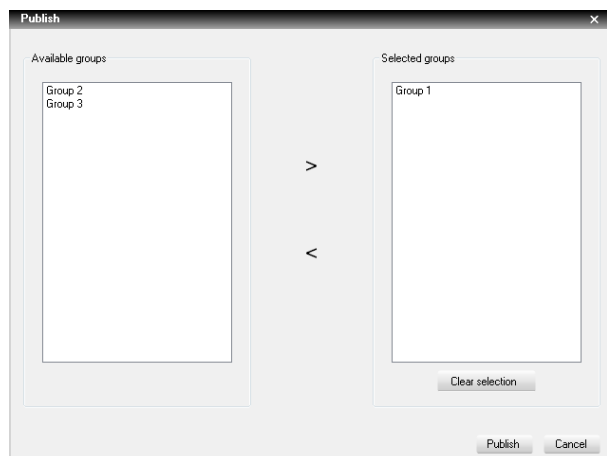 Publish ×
Available groups
Group 2
Group 3
>
<
Selected groups
Group 1
Clear selection
Publish Cancel